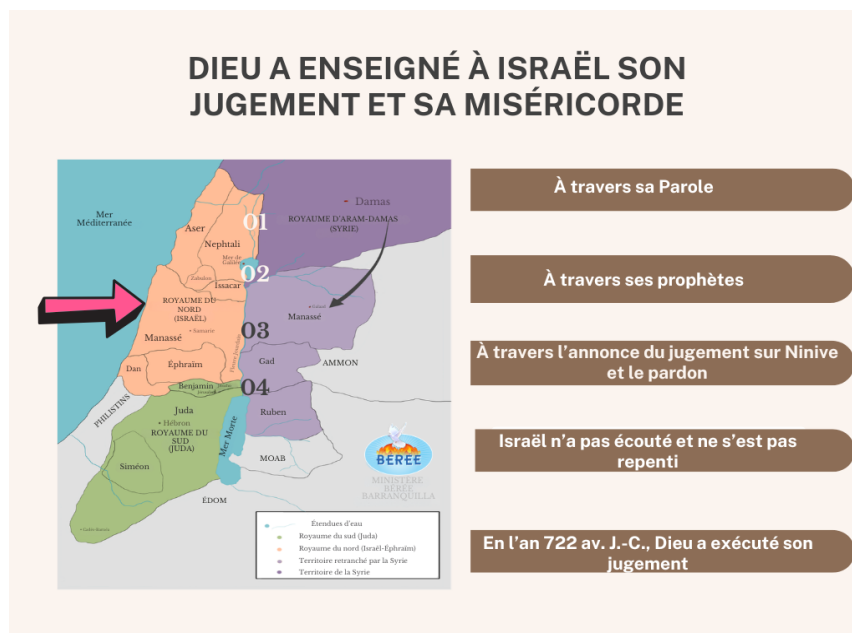 DIEU A ENSEIGNÉ À ISRAËL SON
JUGEMENT ET SA MISÉRICORDE
À travers sa Parole
À travers ses prophètes
À travers l’annonce du jugement sur Ninive
et le pardon
Israël n’a pas écouté et ne s’est pas
repenti
En l’an 722 av. J.-C., Dieu a exécuté son
jugement
Mer
Méditerranée
Damas
ROYAUME D'ARAM-DAMAS
(SYRIE)
01
Aser
Nephtali
Mer de
Galilée
02
Zabulon
Issacar
ROYAUME DU
NORD
(ISRAËL)
Samarie
03
Manassé
Manassé
Dan
Éphraïm
Gad
AMMON
04
Benjamin
PHILISTINS
Juda
Hébron
ROYAUME DU
SUD
(JUDA)
Ruben
Mer Morte
Siméon
MOAB
ÉDOM
BÉRÉE
MINISTÈRE
BÉRÉE
BARRANQUILLA
Étendues d'eau
Royaume du sud (Juda)
Royaume du nord (Israël-Éphraïm)
Territoire retranché par la Syrie
Territoire de la Syrie